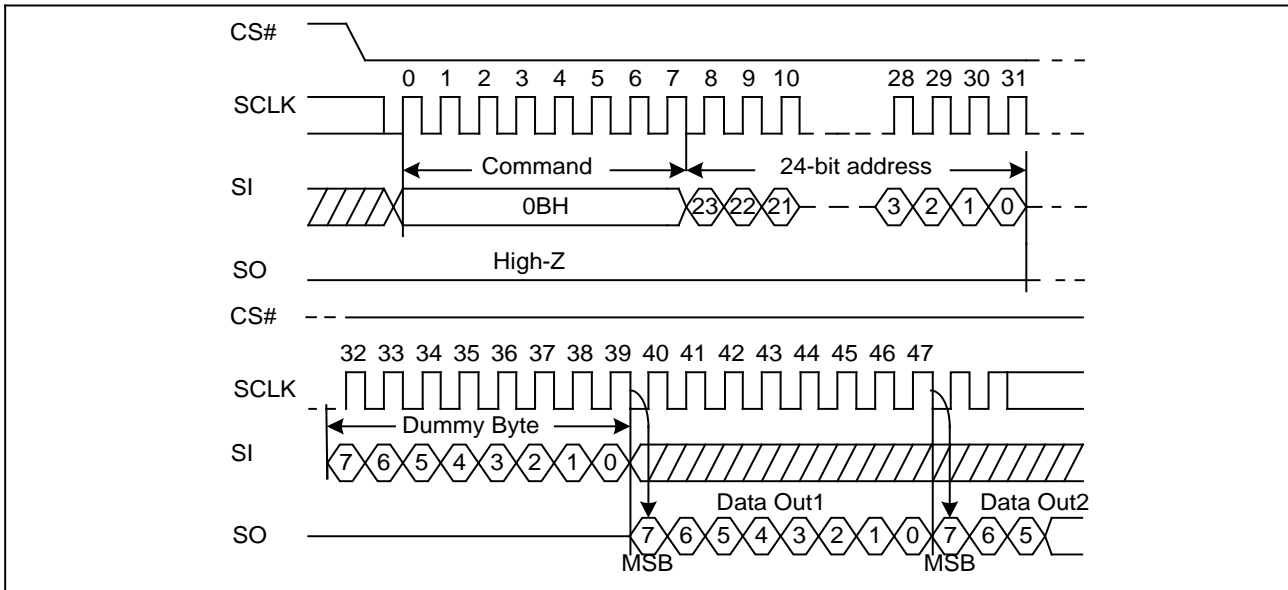 CS#
0 1 2 3 4 5 6 7 8 9 10 28 29 30 31
SCLK
Command 24-bit address
SI
0BH 23 22 21 3 2 1 0
High-Z
SO
CS#
32 33 34 35 36 37 38 39 40 41 42 43 44 45 46 47
SCLK
Dummy Byte
SI
7 6 5 4 3 2 1 0
Data Out1 Data Out2
SO
7 6 5 4 3 2 1 0 7 6 5
MSB MSB